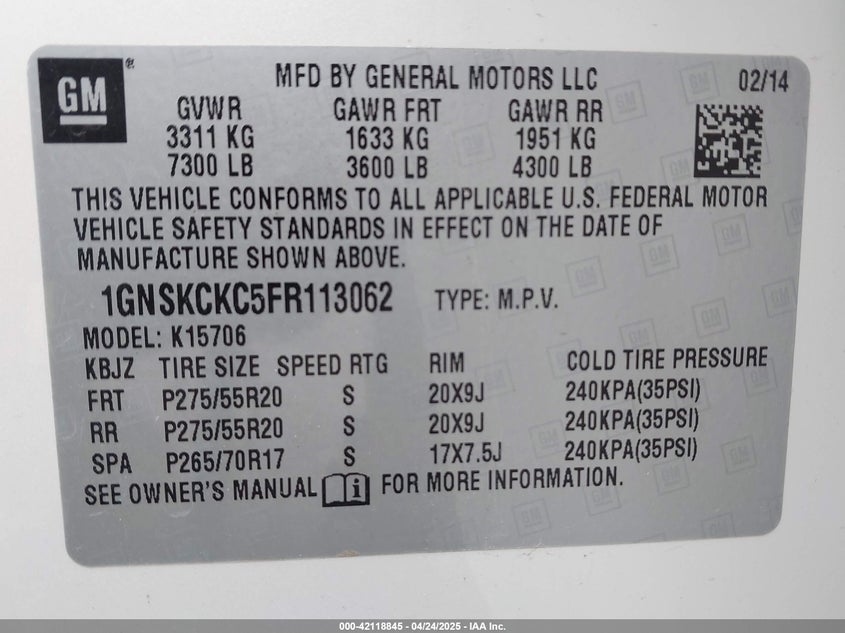 GM ®
MFD BY GENERAL MOTORS LLC 02/14
GVWR GAWR FRT GAWR RR
3311 KG 1633 KG 1951 KG
7300 LB 3600 LB 4300 LB
THIS VEHICLE CONFORMS TO ALL APPLICABLE U.S. FEDERAL MOTOR
VEHICLE SAFETY STANDARDS IN EFFECT ON THE DATE OF
MANUFACTURE SHOWN ABOVE.
1GNSKCKC5FR113062 TYPE: M.P.V.
MODEL: K15706
KBJZ TIRE SIZE SPEED RTG RIM COLD TIRE PRESSURE
FRT P275/55R20 S 20X9J 240KPA(35PSI)
RR P275/55R20 S 20X9J 240KPA(35PSI)
SPA P265/70R17 S 17X7.5J 240KPA(35PSI)
SEE OWNER'S MANUAL i FOR MORE INFORMATION.
000-42118845 - 04/24/2025 - IAA Inc.